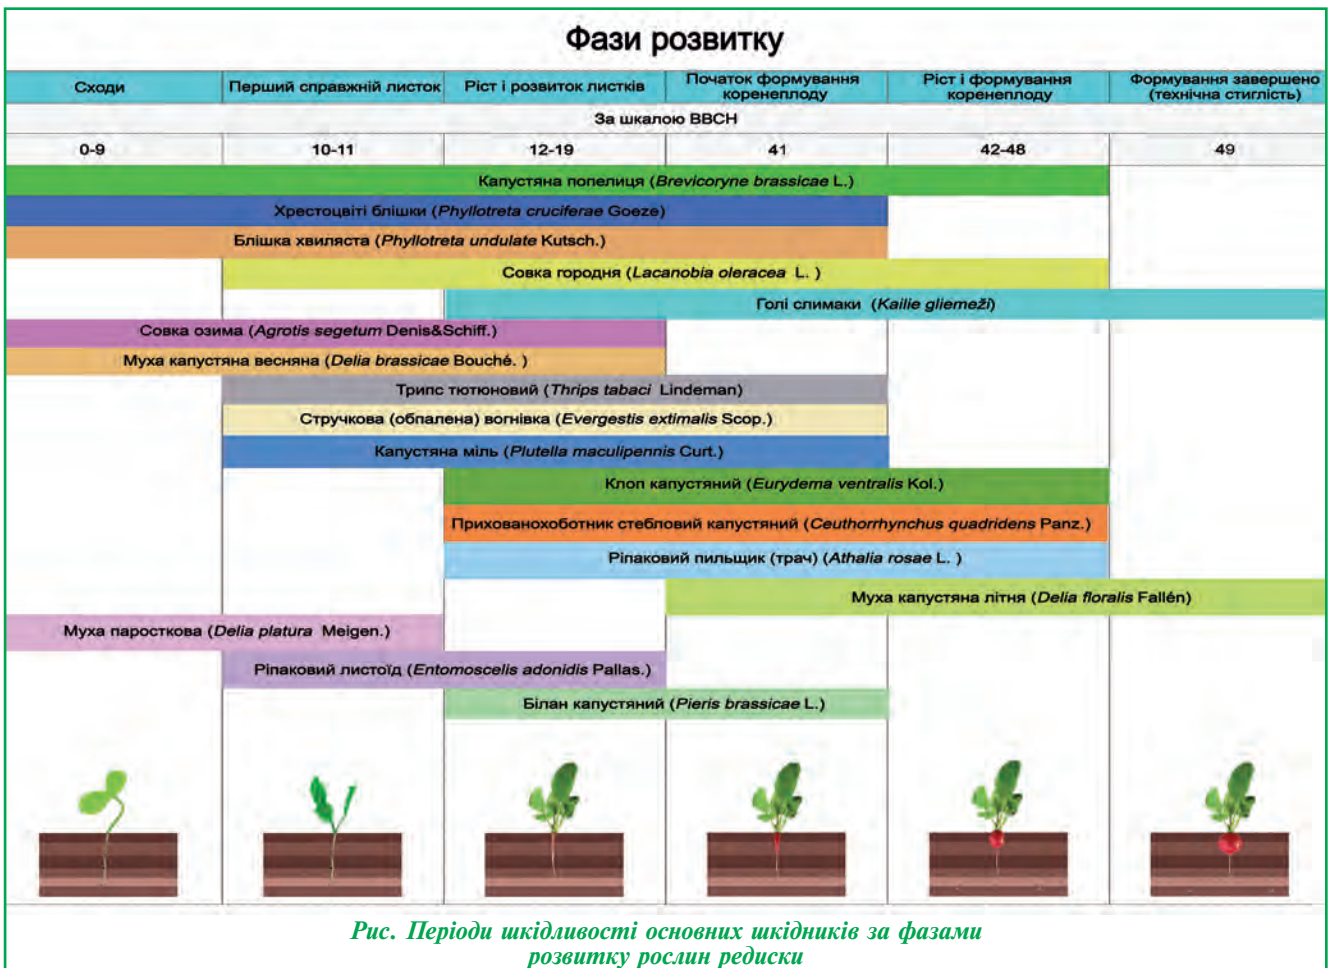 Фази розвитку
Сходи
Перший справжній листок
Ріст і розвиток листків
Початок формування
коренеплоду
Ріст і формування
коренеплоду
Формування завершено
(технічна стиглість)
За шкалою BBCH
0-9
10-11
12-19
41
42-48
49
Капустяна попелиця (Brevicoryne brassicae L.)
Хрестоцвіті блішки (Phyllotreta cruciferae Goeze)
Блішка хвиляста (Phyllotreta undulate Kutsch.)
Совка городня (Lacanobia oleracea L. )
Голі слимаки (Kailie gliemeži)
Совка озима (Agrotis segetum Denis&Schiff.)
Муха капустяна весняна (Delia brassicae Bouché. )
Трипс тютюновий (Thrips tabaci Lindeman)
Стручкова (обпалена) вогнівка (Evergestis extimalis Scop.)
Капустяна міль (Plutella maculipennis Curt.)
Клоп капустяний (Eurydema ventralis Kol.)
Прихованохоботник стебловий капустяний (Ceuthorrhynchus quadridens Panz.)
Ріпаковий пильщик (трач) (Athalia rosae L. )
Муха капустяна літня (Delia floralis Fallén)
Муха паросткова (Delia platura Meigen.)
Ріпаковий листоїд (Entomoscelis adonidis Pallas.)
Білан капустяний (Pieris brassicae L.)
Рис. Періоди шкідливості основних шкідників за фазами
розвитку рослин редиски